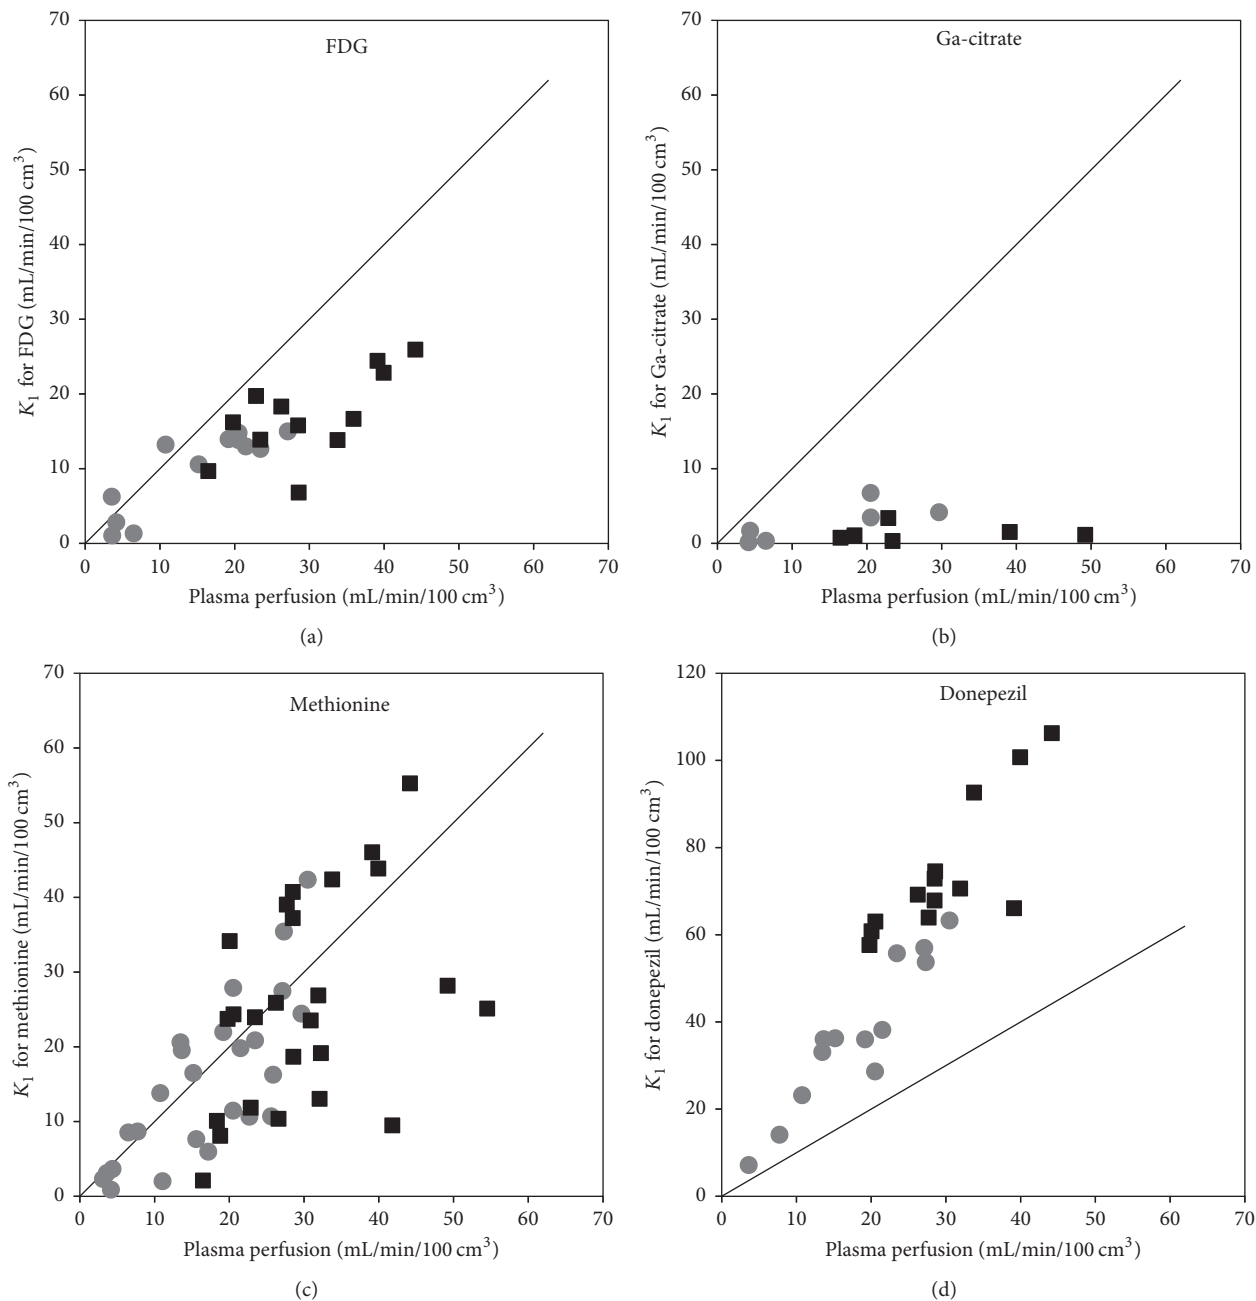 FDG
70
60
50
40
30
20
10
0
K₁ for FDG (mL/min/100 cm³)
0 10 20 30 40 50 60 70
Plasma perfusion (mL/min/100 cm³)
(a)
Ga-citrate
70
60
50
40
30
20
10
0
K₁ for Ga-citrate (mL/min/100 cm³)
0 10 20 30 40 50 60 70
Plasma perfusion (mL/min/100 cm³)
(b)
Methionine
70
60
50
40
30
20
10
0
K₁ for methionine (mL/min/100 cm³)
0 10 20 30 40 50 60 70
Plasma perfusion (mL/min/100 cm³)
(c)
Donepezil
120
100
80
60
40
20
0
K₁ for donepezil (mL/min/100 cm³)
0 10 20 30 40 50 60 70
Plasma perfusion (mL/min/100 cm³)
(d)